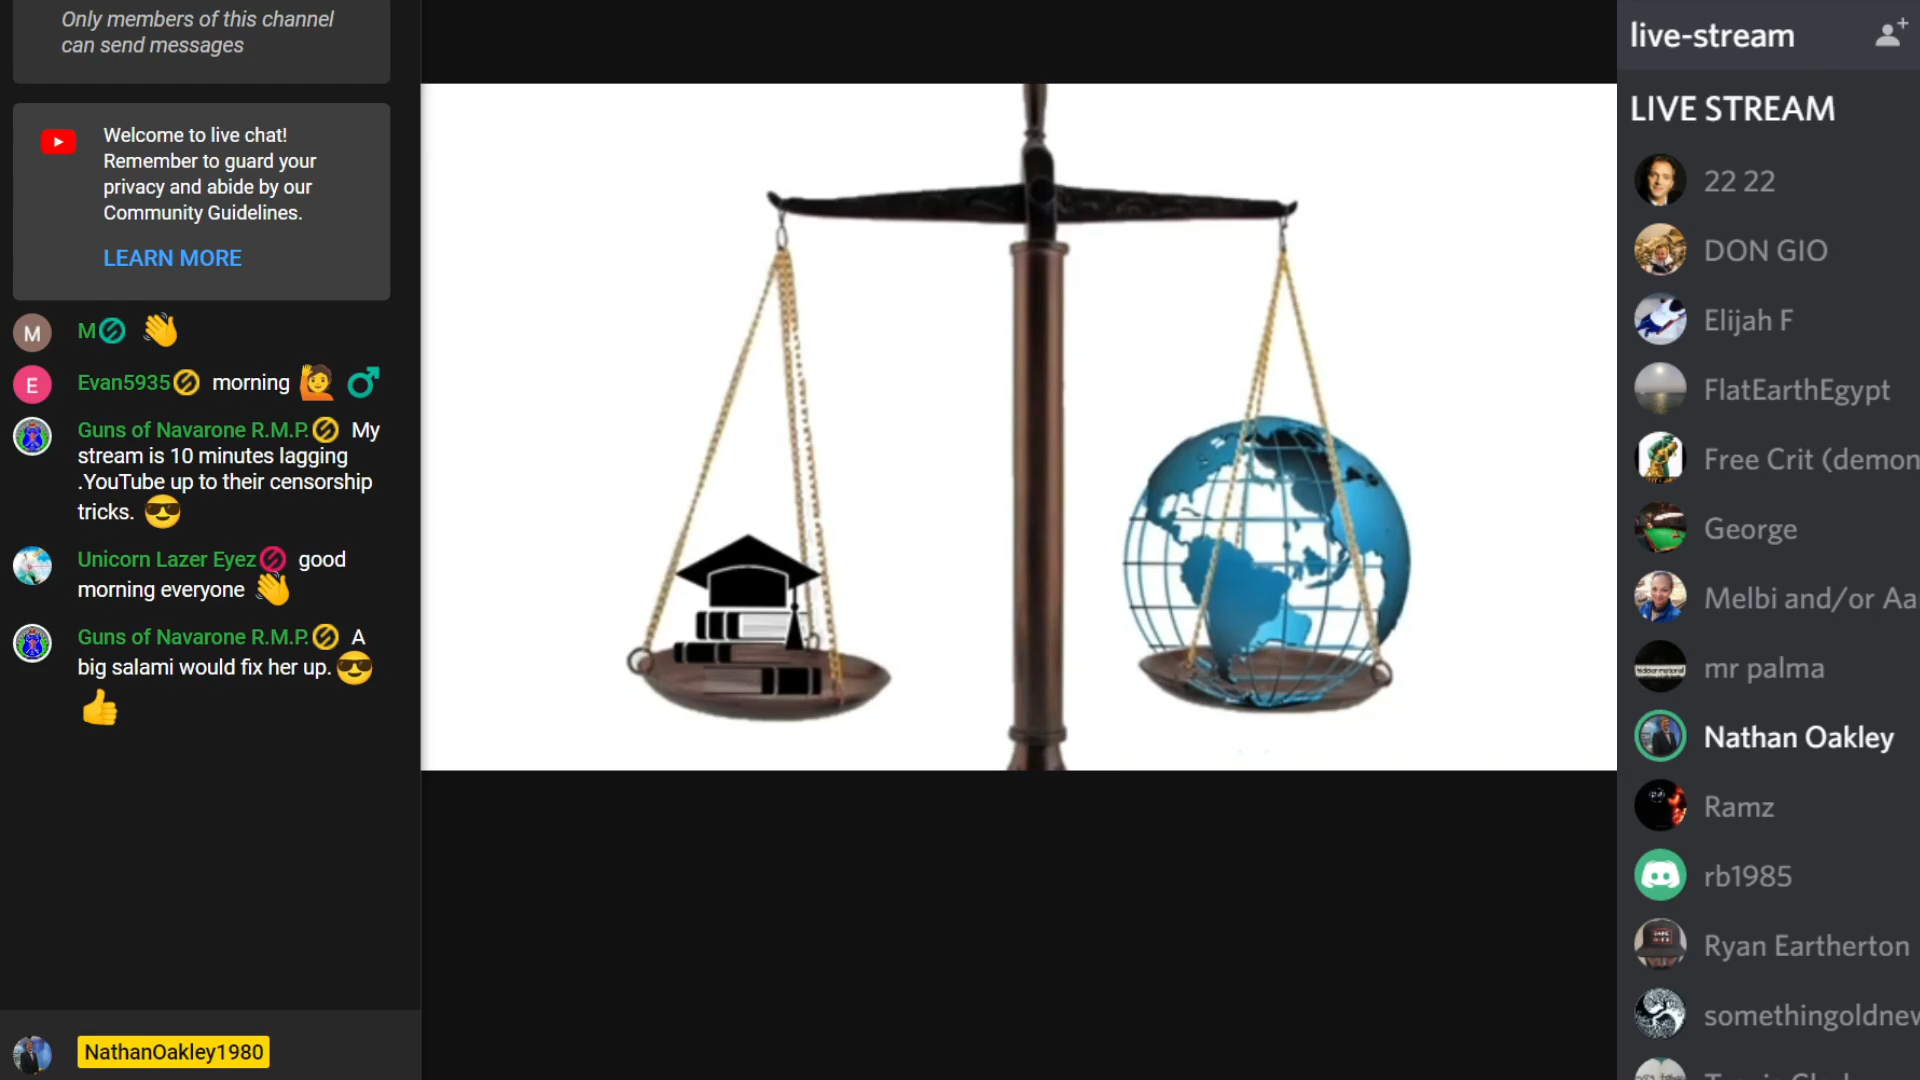 Only members of this channel
can send messages
Welcome to live chat!
Remember to guard your
privacy and abide by our
Community Guidelines.
LEARN MORE
M M
E Evan5935 morning
Guns of Navarone R.M.P. My
stream is 10 minutes lagging
.YouTube up to their censorship
tricks.
Unicorn Lazer Eyez good
morning everyone
Guns of Navarone R.M.P. A
big salami would fix her up.
NathanOakley1980
live-stream
LIVE STREAM
22 22
DON GIO
Elijah F
FlatEarthEgypt
Free Crit (demon
George
Melbi and/or Aa
mr palma
Nathan Oakley
Ramz
rb1985
Ryan Eartherton
somethingoldnew